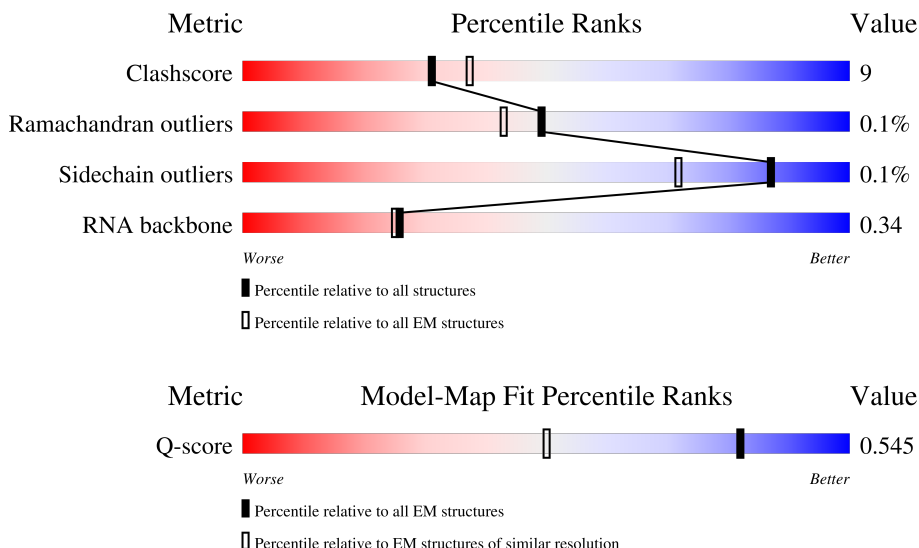 Metric Percentile Ranks Value
Clashscore 9
Ramachandran outliers 0.1%
Sidechain outliers 0.1%
RNA backbone 0.34
Worse Better
Percentile relative to all structures
Percentile relative to all EM structures
Metric Model-Map Fit Percentile Ranks Value
Q-score 0.545
Worse Better
Percentile relative to all EM structures
Percentile relative to EM structures of similar resolution